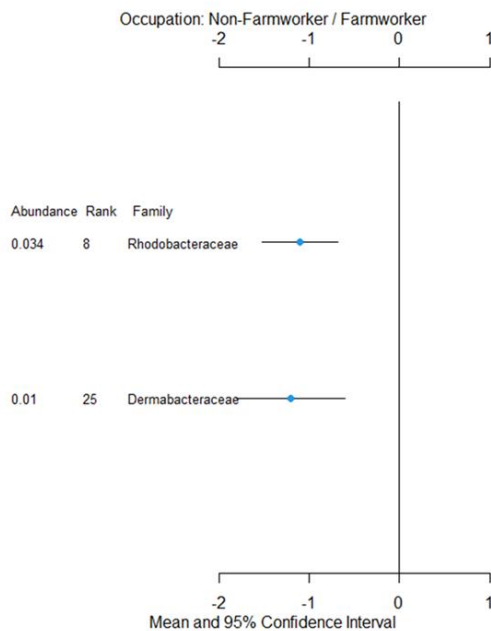 Occupation: Non-Farmworker / Farmworker
-2 -1 0 1
Abundance Rank Family
0.034 8 Rhodobacteraceae
0.01 25 Dermabacteraceae
-2 -1 0 1
Mean and 95% Confidence Interval